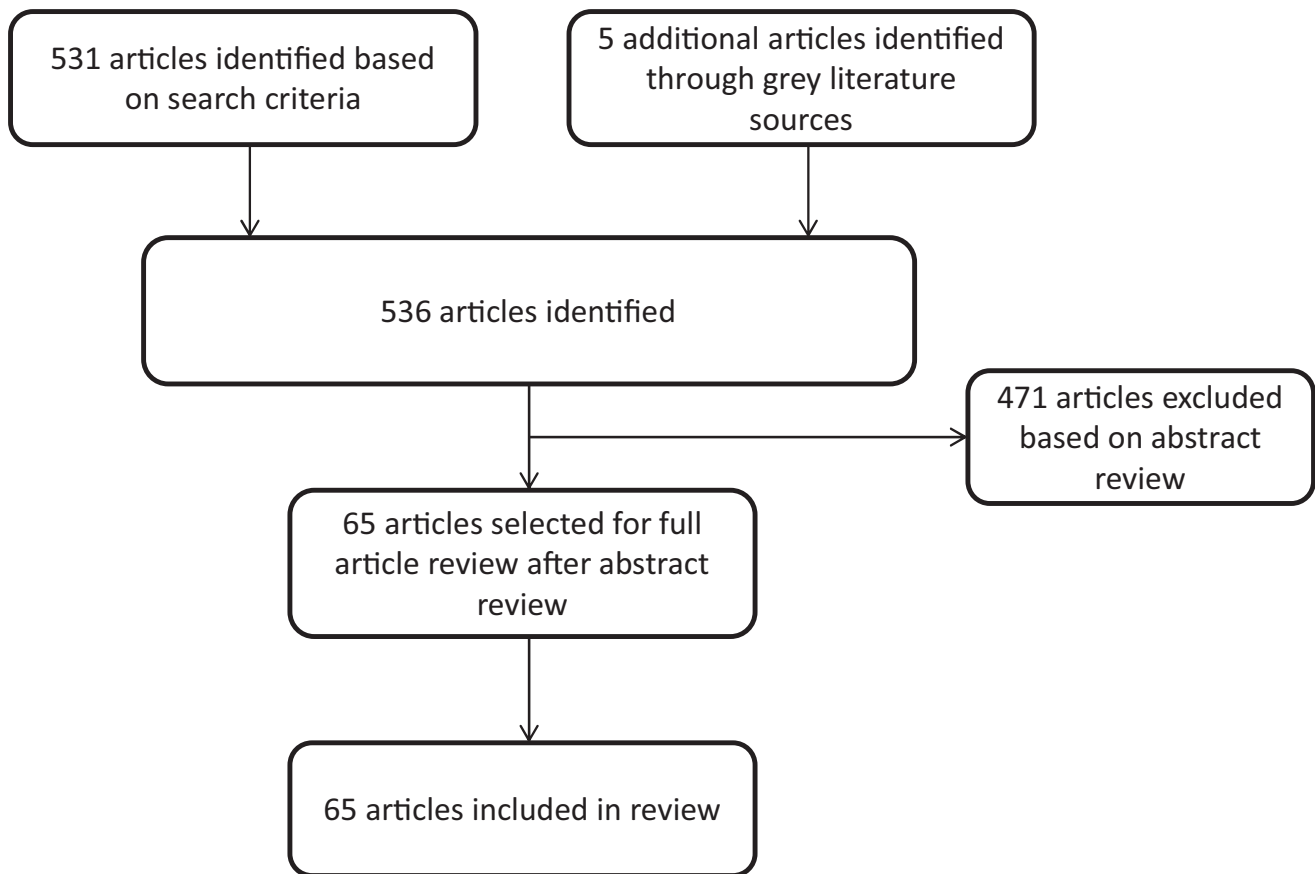 531 articles identified based
on search criteria
5 additional articles identified
through grey literature
sources
536 articles identified
471 articles excluded
based on abstract
review
65 articles selected for full
article review after abstract
review
65 articles included in review